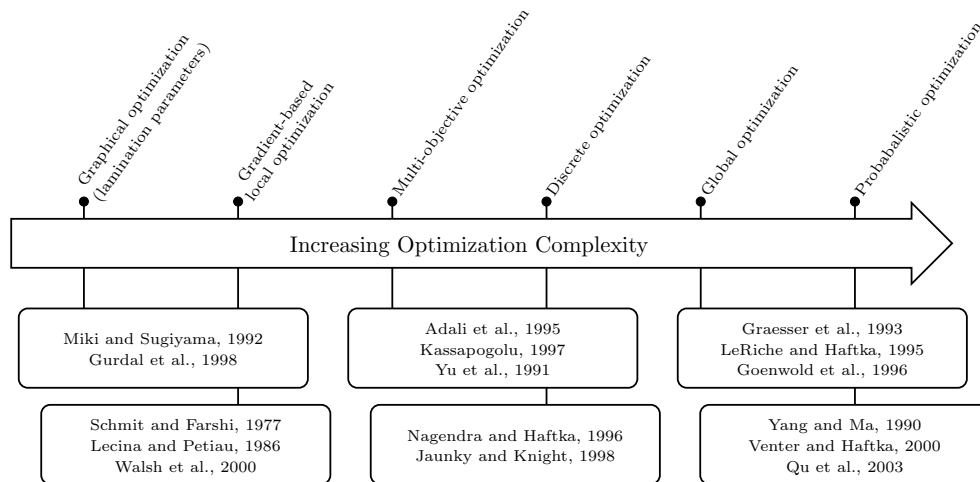 Graphical optimization
(lamination parameters)
Gradient-based
local optimization
Multi-objective optimization
Discrete optimization
Global optimization
Probabalistic optimization
Increasing Optimization Complexity
Miki and Sugiyama, 1992
Gurdal et al., 1998
Adali et al., 1995
Kassapogolu, 1997
Yu et al., 1991
Graesser et al., 1993
LeRiche and Haftka, 1995
Goenwold et al., 1996
Schmit and Farshi, 1977
Lecina and Petiau, 1986
Walsh et al., 2000
Nagendra and Haftka, 1996
Jaunky and Knight, 1998
Yang and Ma, 1990
Venter and Haftka, 2000
Qu et al., 2003